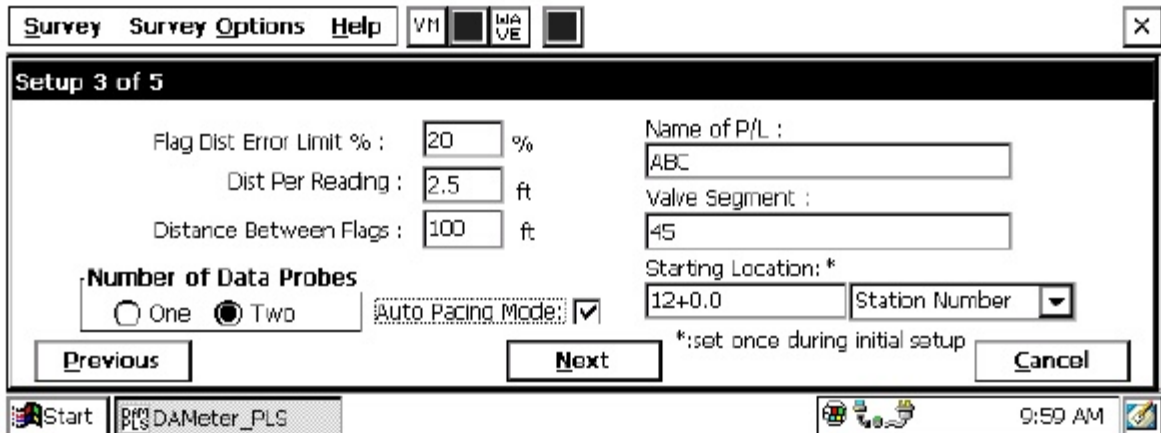 Survey Survey Options Help VM WAVE
Setup 3 of 5
Flag Dist Error Limit % : 20 %
Dist Per Reading : 2.5 ft
Distance Between Flags : 100 ft
Number of Data Probes
One Two
Auto Pacing Mode:
Name of P/L :
ABC
Valve Segment :
45
Starting Location: *
12+0.0 Station Number
*:set once during initial setup
Previous Next Cancel
Start DAMeter_PLS 9:59 AM